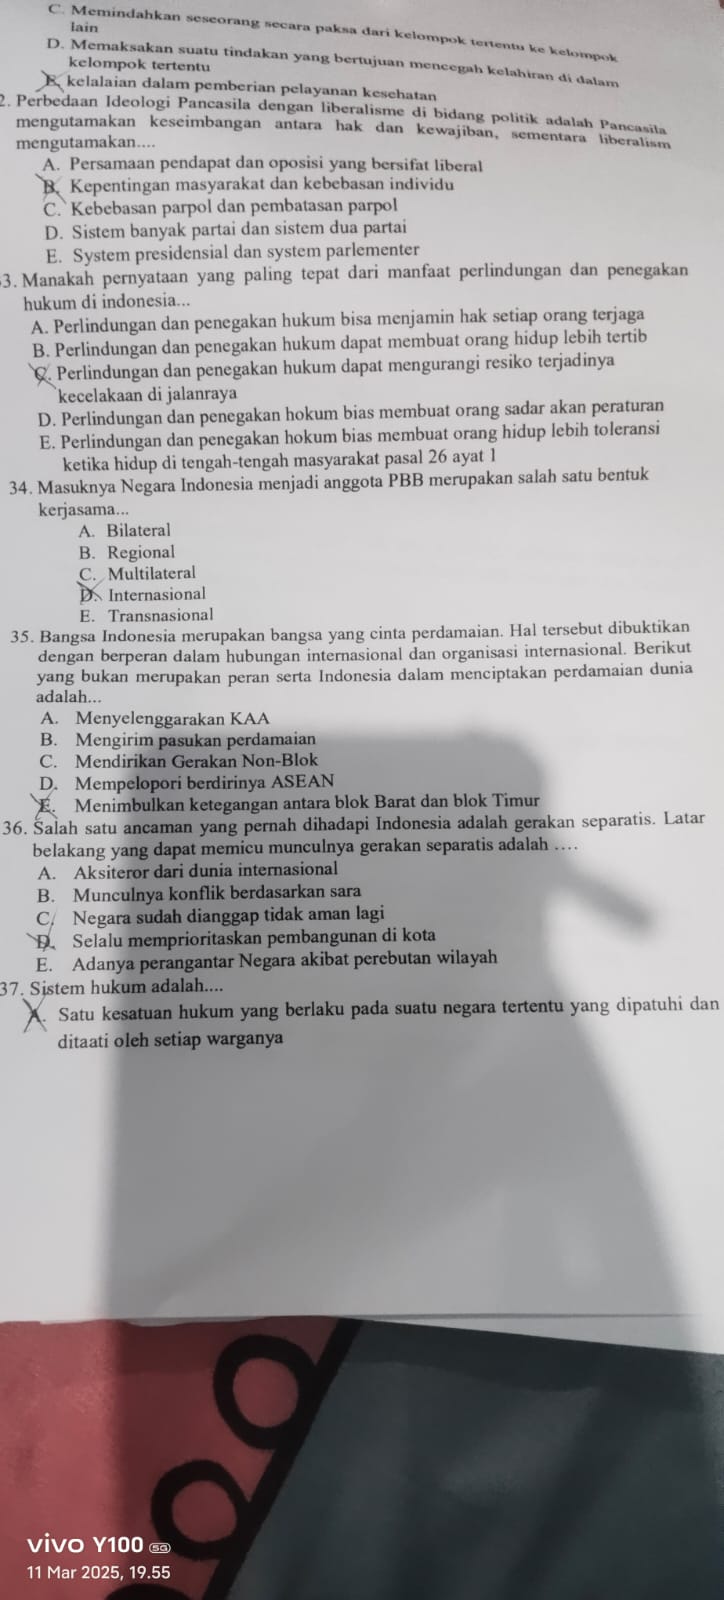 C. Memindahkan seseorang secara paksa dari kelompok tertentu ke kelompok
lain
D. Memaksakan suatu tindakan yang bertujuan mencegah kelahiran di dalam
kelompok tertentu
E. kelalaian dalam pemberian pelayanan kesehatan
2. Perbedaan Ideologi Pancasila dengan liberalisme di bidang politik adalah Pancasila
mengutamakan keseimbangan antara hak dan kewajiban, sementara liberalism
mengutamakan....
A. Persamaan pendapat dan oposisi yang bersifat liberal
B. Kepentingan masyarakat dan kebebasan individu
C. Kebebasan parpol dan pembatasan parpol
D. Sistem banyak partai dan sistem dua partai
E. System presidensial dan system parlementer
3. Manakah pernyataan yang paling tepat dari manfaat perlindungan dan penegakan
hukum di indonesia...
A. Perlindungan dan penegakan hukum bisa menjamin hak setiap orang terjaga
B. Perlindungan dan penegakan hukum dapat membuat orang hidup lebih tertib
C. Perlindungan dan penegakan hukum dapat mengurangi resiko terjadinya
kecelakaan di jalanraya
D. Perlindungan dan penegakan hokum bias membuat orang sadar akan peraturan
E. Perlindungan dan penegakan hokum bias membuat orang hidup lebih toleransi
ketika hidup di tengah-tengah masyarakat pasal 26 ayat 1
34. Masuknya Negara Indonesia menjadi anggota PBB merupakan salah satu bentuk
kerjasama...
A. Bilateral
B. Regional
C. Multilateral
D. Internasional
E. Transnasional
35. Bangsa Indonesia merupakan bangsa yang cinta perdamaian. Hal tersebut dibuktikan
dengan berperan dalam hubungan internasional dan organisasi internasional. Berikut
yang bukan merupakan peran serta Indonesia dalam menciptakan perdamaian dunia
adalah...
A. Menyelenggarakan KAA
B. Mengirim pasukan perdamaian
C. Mendirikan Gerakan Non-Blok
D. Mempelopori berdirinya ASEAN
E. Menimbulkan ketegangan antara blok Barat dan blok Timur
36. Salah satu ancaman yang pernah dihadapi Indonesia adalah gerakan separatis. Latar
belakang yang dapat memicu munculnya gerakan separatis adalah ....
A. Aksiteror dari dunia internasional
B. Munculnya konflik berdasarkan sara
C. Negara sudah dianggap tidak aman lagi
D. Selalu memprioritaskan pembangunan di kota
E. Adanya perangantar Negara akibat perebutan wilayah
37. Sistem hukum adalah....
A. Satu kesatuan hukum yang berlaku pada suatu negara tertentu yang dipatuhi dan
ditaati oleh setiap warganya
vivo Y100 5G
11 Mar 2025, 19.55